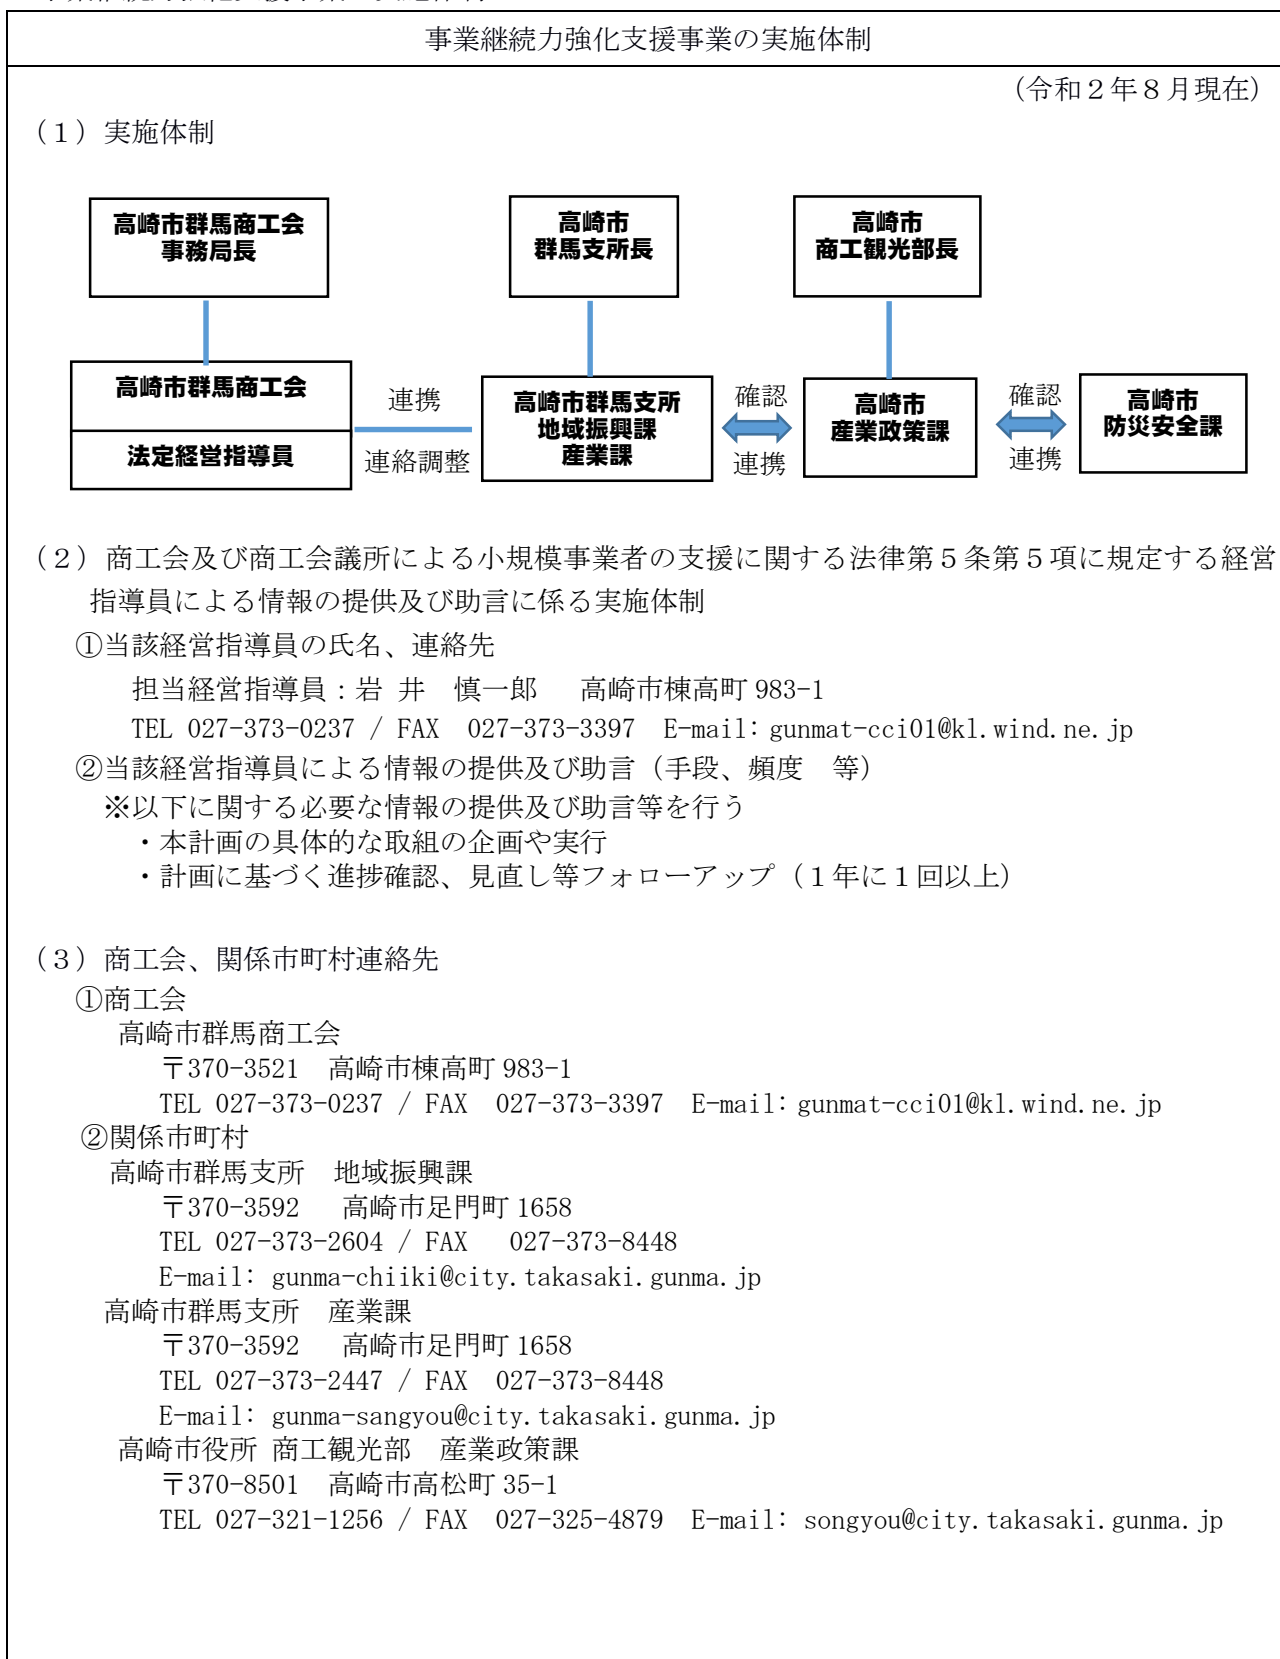 事業継続力強化支援事業の実施体制
（令和２年８月現在）
（１）実施体制
高崎市群馬商工会
事務局長
高崎市
群馬支所長
高崎市
商工観光部長
高崎市群馬商工会
法定経営指導員
連携
連絡調整
高崎市群馬支所
地域振興課
産業課
確認
連携
高崎市
産業政策課
確認
連携
高崎市
防災安全課
（２）商工会及び商工会議所による小規模事業者の支援に関する法律第５条第５項に規定する経営
指導員による情報の提供及び助言に係る実施体制
①当該経営指導員の氏名、連絡先
担当経営指導員：岩 井　慎一郎　 高崎市棟高町 983-1
TEL 027-373-0237 / FAX　027-373-3397　E-mail: gunmat-cci01@kl.wind.ne.jp
②当該経営指導員による情報の提供及び助言（手段、頻度　等）
※以下に関する必要な情報の提供及び助言等を行う
・本計画の具体的な取組の企画や実行
・計画に基づく進捗確認、見直し等フォローアップ（１年に１回以上）
（３）商工会、関係市町村連絡先
①商工会
高崎市群馬商工会
〒370-3521　高崎市棟高町 983-1
TEL 027-373-0237 / FAX　027-373-3397　E-mail: gunmat-cci01@kl.wind.ne.jp
②関係市町村
高崎市群馬支所　地域振興課
〒370-3592　 高崎市足門町 1658
TEL 027-373-2604 / FAX　 027-373-8448
E-mail: gunma-chiiki@city.takasaki.gunma.jp
高崎市群馬支所　産業課
〒370-3592　 高崎市足門町 1658
TEL 027-373-2447 / FAX　027-373-8448
E-mail: gunma-sangyou@city.takasaki.gunma.jp
高崎市役所 商工観光部　産業政策課
〒370-8501　高崎市高松町 35-1
TEL 027-321-1256 / FAX　027-325-4879　E-mail: songyou@city.takasaki.gunma.jp